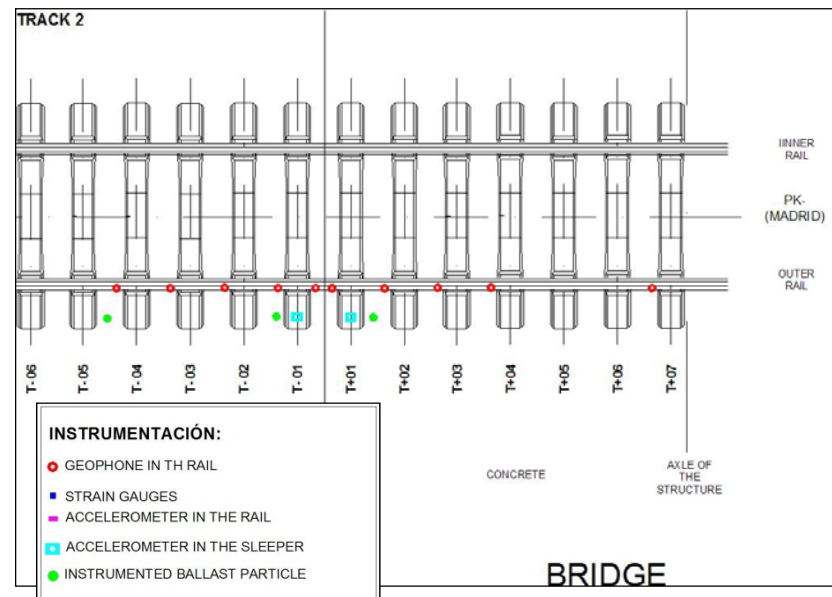 TRACK 2
IINNER
RAIL
PK-
(MADRID)
OUTER
RAIL
T- 06
T- 05
T- 04
T- 03
T- 02
T- 01
T+01
T+02
T+03
T+04
T+05
T+06
T+07
INSTRUMENTACIÓN:
GEOPHONE IN TH RAIL
STRAIN GAUGES
ACCELEROMETER IN THE RAIL
ACCELEROMETER IN THE SLEEPER
INSTRUMENTED BALLAST PARTICLE
CONCRETE
AXLE OF
THE
STRUCTURE
BRIDGE